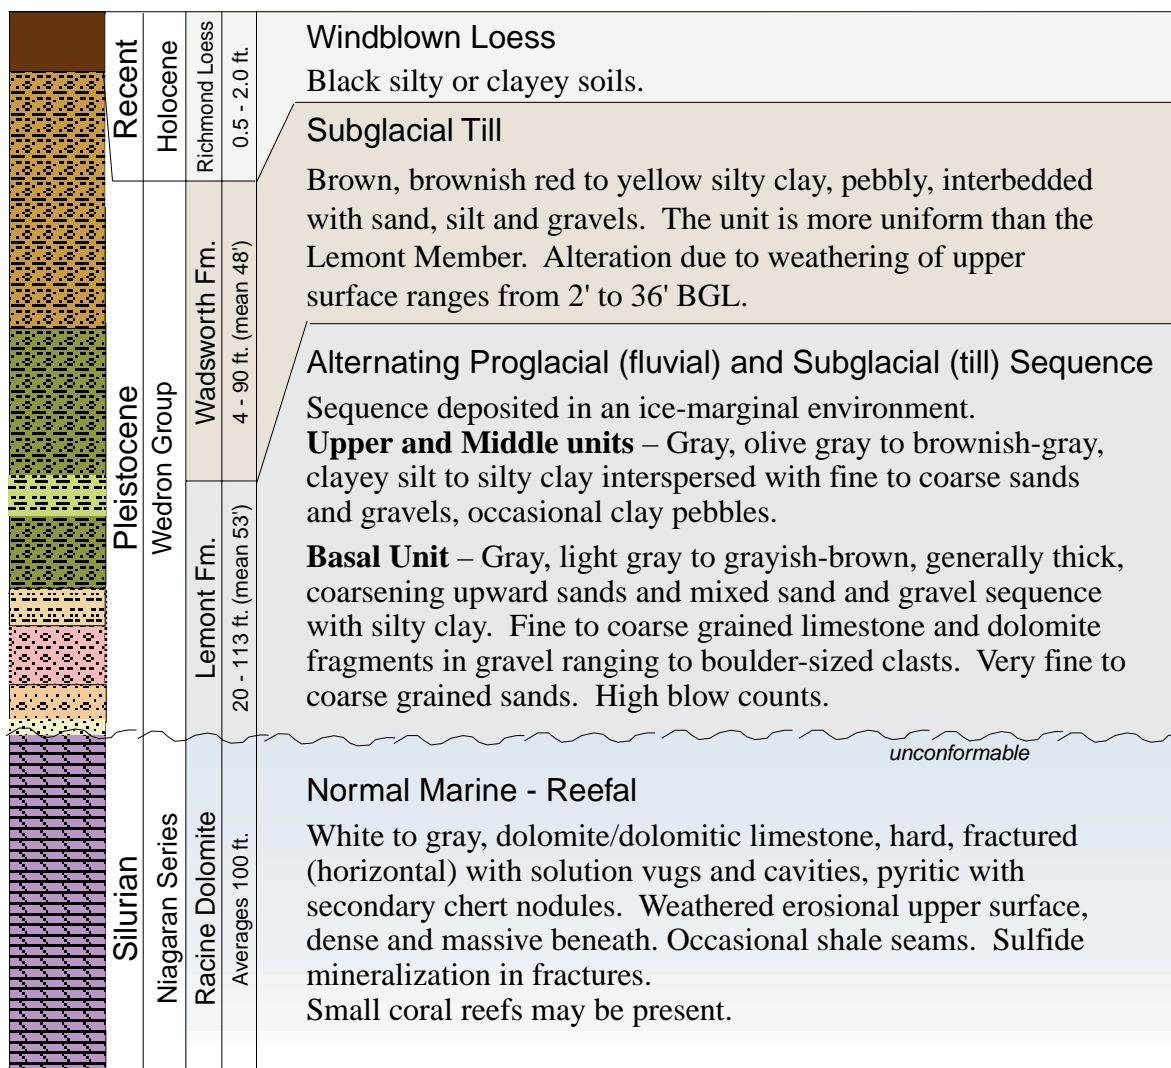 Recent
Holocene
Richmond Loess
0.5 - 2.0 ft.
Windblown Loess
Black silty or clayey soils.
Pleistocene
Wedron Group
Wadsworth Fm.
4 - 90 ft. (mean 48')
Subglacial Till
Brown, brownish red to yellow silty clay, pebbly, interbedded
with sand, silt and gravels.  The unit is more uniform than the
Lemont Member.  Alteration due to weathering of upper
surface ranges from 2' to 36' BGL.
Lemont Fm.
20 - 113 ft. (mean 53')
Alternating Proglacial (fluvial) and Subglacial (till) Sequence
Sequence deposited in an ice-marginal environment.
Upper and Middle units – Gray, olive gray to brownish-gray,
clayey silt to silty clay interspersed with fine to coarse sands
and gravels, occasional clay pebbles.
Basal Unit – Gray, light gray to grayish-brown, generally thick,
coarsening upward sands and mixed sand and gravel sequence
with silty clay.  Fine to coarse grained limestone and dolomite
fragments in gravel ranging to boulder-sized clasts.  Very fine to
coarse grained sands.  High blow counts.
unconformable
Silurian
Niagaran Series
Racine Dolomite
Averages 100 ft.
Normal Marine - Reefal
White to gray, dolomite/dolomitic limestone, hard, fractured
(horizontal) with solution vugs and cavities, pyritic with
secondary chert nodules.  Weathered erosional upper surface,
dense and massive beneath. Occasional shale seams.  Sulfide
mineralization in fractures.
Small coral reefs may be present.